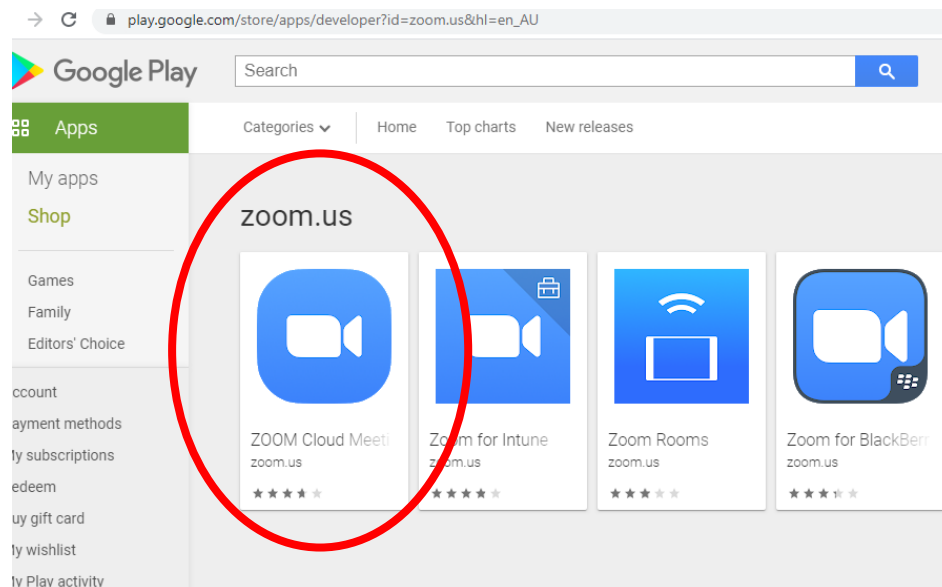 play.google.com/store/apps/developer?id=zoom.us&hl=en_AU
Google Play
Search
Apps
Categories
Home
Top charts
New releases
My apps
Shop
Games
Family
Editors' Choice
ccount
ayment methods
y subscriptions
edeem
uy gift card
y wishlist
y Play activity
zoom.us
ZOOM Cloud Meeti
zoom.us
Zoom for Intune
zoom.us
Zoom Rooms
zoom.us
Zoom for BlackBerr
zoom.us